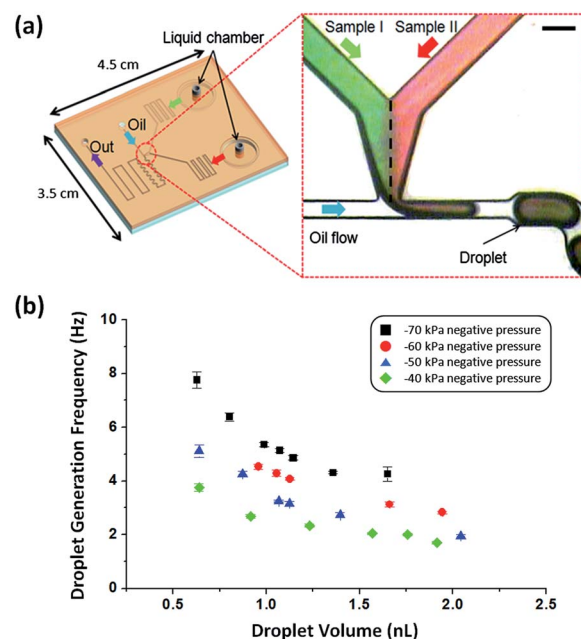 (a)
4.5 cm
Liquid chamber
Oil
Out
3.5 cm
Sample I
Sample II
Oil flow
Droplet
(b)
Droplet Generation Frequency (Hz)
10
8
6
4
2
0
-70 kPa negative pressure
-60 kPa negative pressure
-50 kPa negative pressure
-40 kPa negative pressure
0.5 1.0 1.5 2.0 2.5
Droplet Volume (nL)